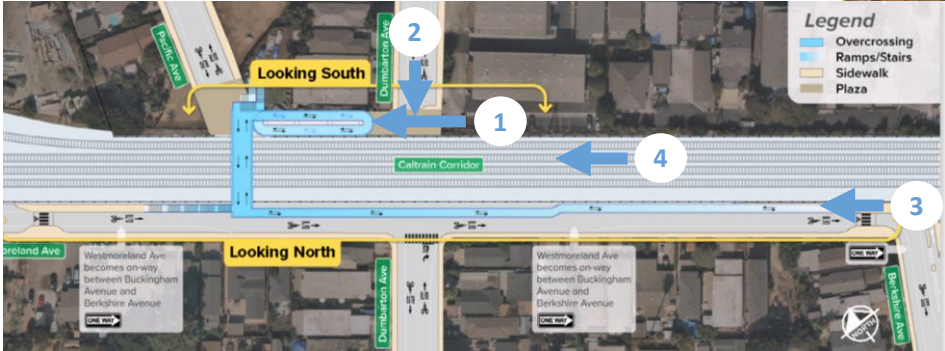 Legend
Overcrossing
Ramps/Stairs
Sidewalk
Plaza
Pacific Ave
Dumbarton Ave
2
Looking South
1
Caltrain Corridor
4
3
oreland Ave
Looking North
Westmoreland Ave
becomes on-way
between Buckingham
Avenue and
Berkshire Avenue
ONE WAY
Dumbarton Ave
Westmoreland Ave
becomes on-way
between Buckingham
Avenue and
Berkshire Avenue
ONE WAY
ONE WAY
Berkshire Ave
NORTH